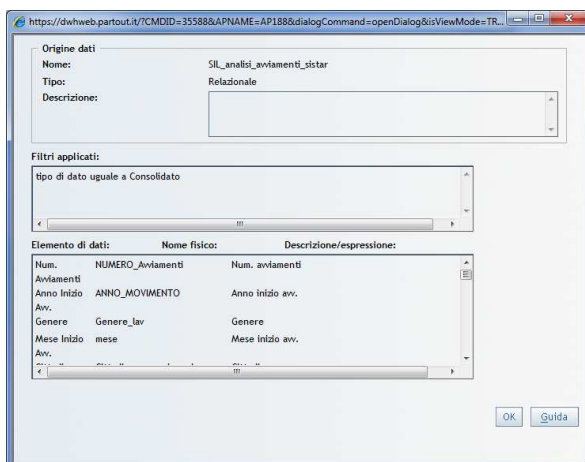 https://dwhweb.partout.it/?CMDID=35588&APNAME=AP188&dialogCommand=openDialog&isViewMode=TR...
Origine dati
Nome: SIL_analisi_avviamenti_sistar
Tipo: Relazionale
Descrizione:
Filtri applicati:
tipo di dato uguale a Consolidato
Elemento di dati: Nome fisico: Descrizione/espressione:
Num. Avviamenti NUMERO_Avviamenti Num. avviamenti
Anno Inizio Avv. ANNO_MOVIMENTO Anno inizio avv.
Genere Genere_lav Genere
Mese Inizio Avv. mese Mese inizio avv.
OK Guida